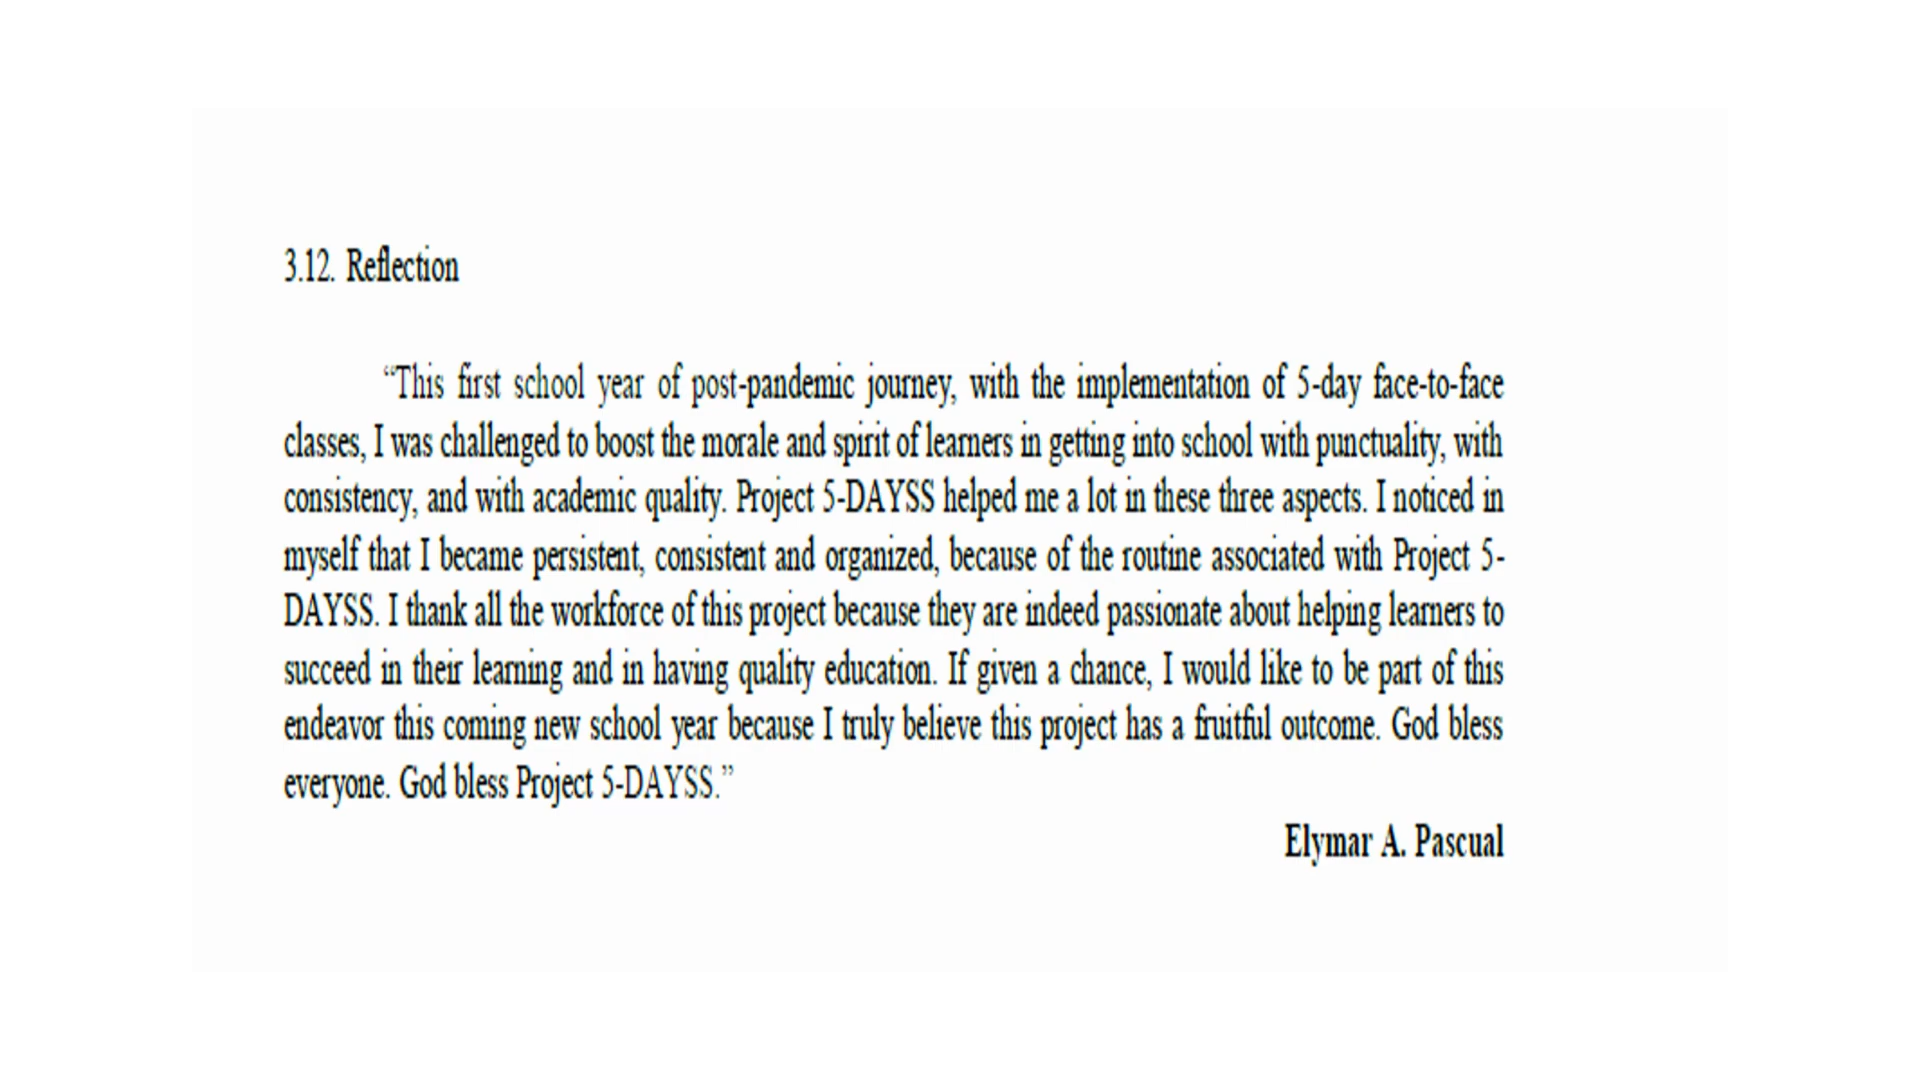 3.12. Reflection
“This first school year of post-pandemic journey, with the implementation of 5-day face-to-face
classes, I was challenged to boost the morale and spirit of learners in getting into school with punctuality, with
consistency, and with academic quality. Project 5-DAYSS helped me a lot in these three aspects. I noticed in
myself that I became persistent, consistent and organized, because of the routine associated with Project 5-
DAYSS. I thank all the workforce of this project because they are indeed passionate about helping learners to
succeed in their learning and in having quality education. If given a chance, I would like to be part of this
endeavor this coming new school year because I truly believe this project has a fruitful outcome. God bless
everyone. God bless Project 5-DAYSS.”
Elymar A. Pascual